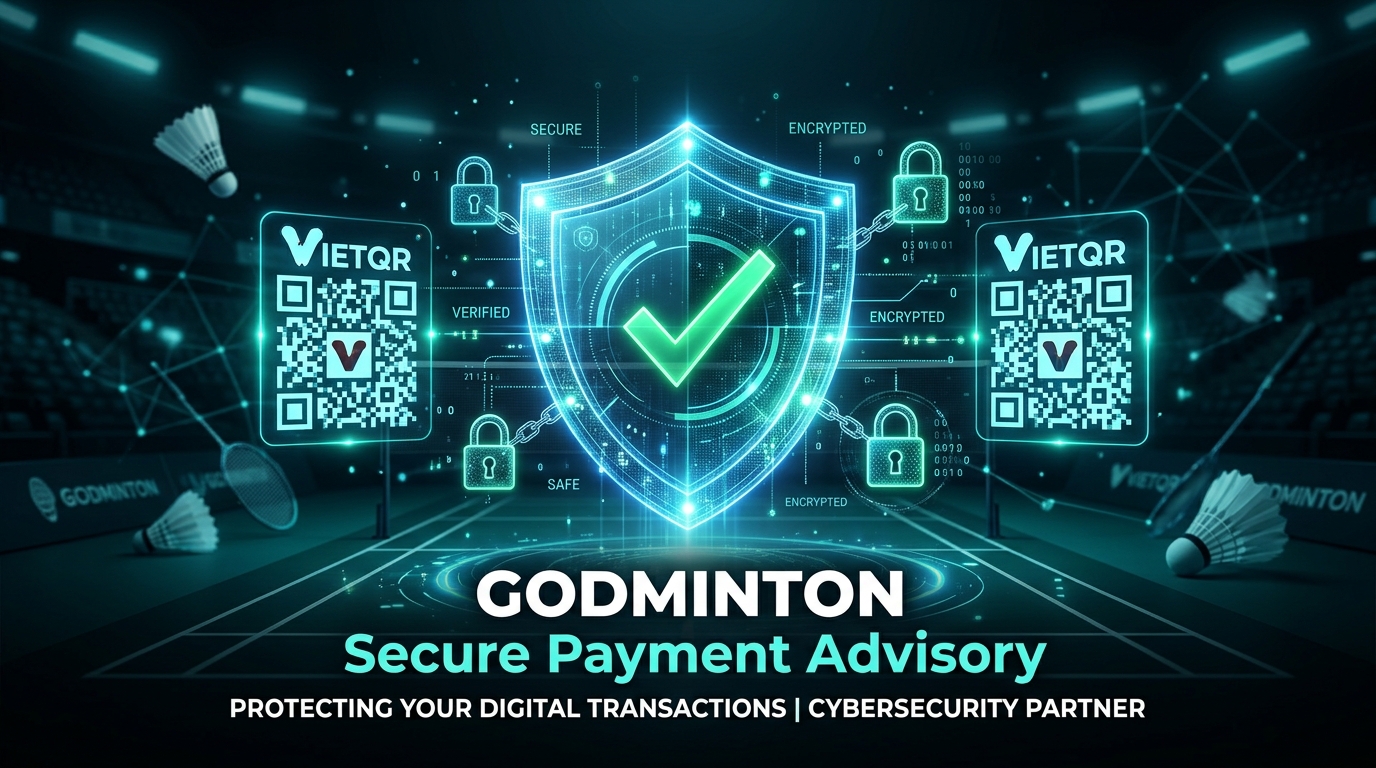 SECURE
ENCRYPTED
VIETQR
VIETQR
V
V
VERIFIED
ENCRYPTED
SAFE
ENCRYPTED
GODMINTON
GODMINTON
Secure Payment Advisory
PROTECTING YOUR DIGITAL TRANSACTIONS | CYBERSECURITY PARTNER